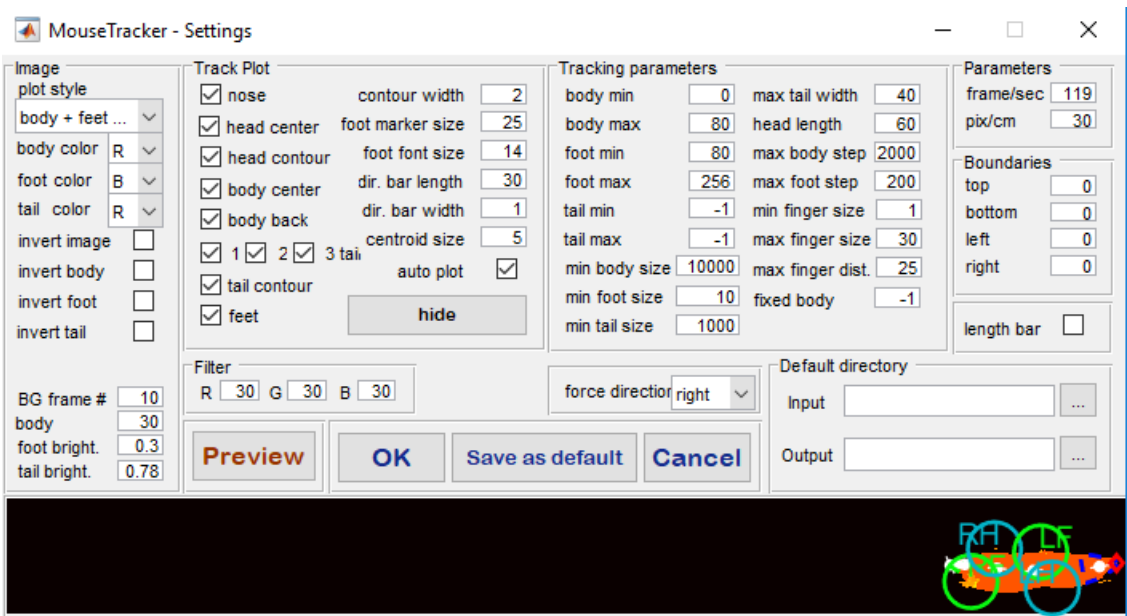 MouseTracker - Settings
Image
plot style
body + feet ...
body color R
foot color B
tail color R
invert image
invert body
invert foot
invert tail
BG frame # 10
body 30
foot bright. 0.3
tail bright. 0.78
Track Plot
nose
head center
head contour
body center
body back
1 2 3 tail
tail contour
feet
contour width 2
foot marker size 25
foot font size 14
dir. bar length 30
dir. bar width 1
centroid size 5
auto plot
hide
Tracking parameters
body min 0
body max 80
foot min 80
foot max 256
tail min -1
tail max -1
min body size 10000
min foot size 10
min tail size 1000
max tail width 40
head length 60
max body step 2000
max foot step 200
min finger size 1
max finger size 30
max finger dist. 25
fixed body -1
Parameters
frame/sec 119
pix/cm 30
Boundaries
top 0
bottom 0
left 0
right 0
length bar
Filter
R 30 G 30 B 30
force direction right
Default directory
Input ...
Output ...
Preview
OK
Save as default
Cancel
RH LF